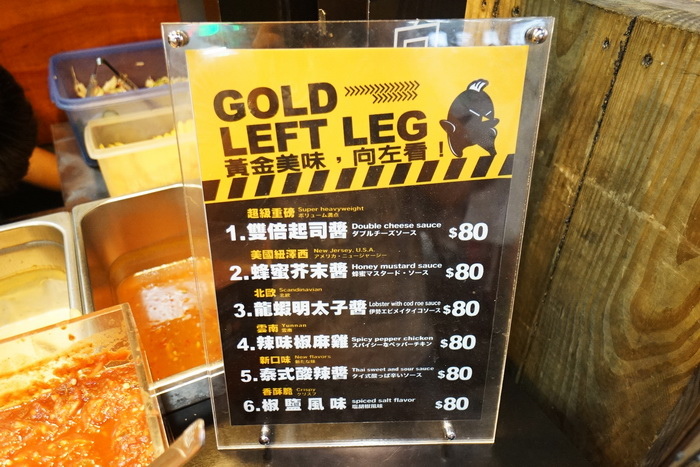 GOLD
LEFT LEG
黃金美味，向左看！
超級重磅 Super heavyweight
ボリューム満点
1.雙倍起司醬 Double cheese sauce $80
ダブルチーズソース
美國紐澤西 New Jersey, U.S.A.
アメリカ・ニュージャージー
2.蜂蜜芥末醬 Honey mustard sauce $80
蜂蜜マスタード・ソース
北歐 Scandinavian
北欧
3.龍蝦明太子醬 Lobster with cod roe sauce $80
伊勢エビメイタイコソース
雲南 Yunnan
雲南
4.辣味椒麻雞 Spicy pepper chicken $80
スパイシーなペッパーチキン
新口味 New flavors
新たな味
5.泰式酸辣醬 Thai sweet and sour sauce $80
タイ式酸っぱ辛いソース
香酥脆 Crispy
クリスプ
6.椒鹽風味 spiced salt flavor $80
塩胡椒風味